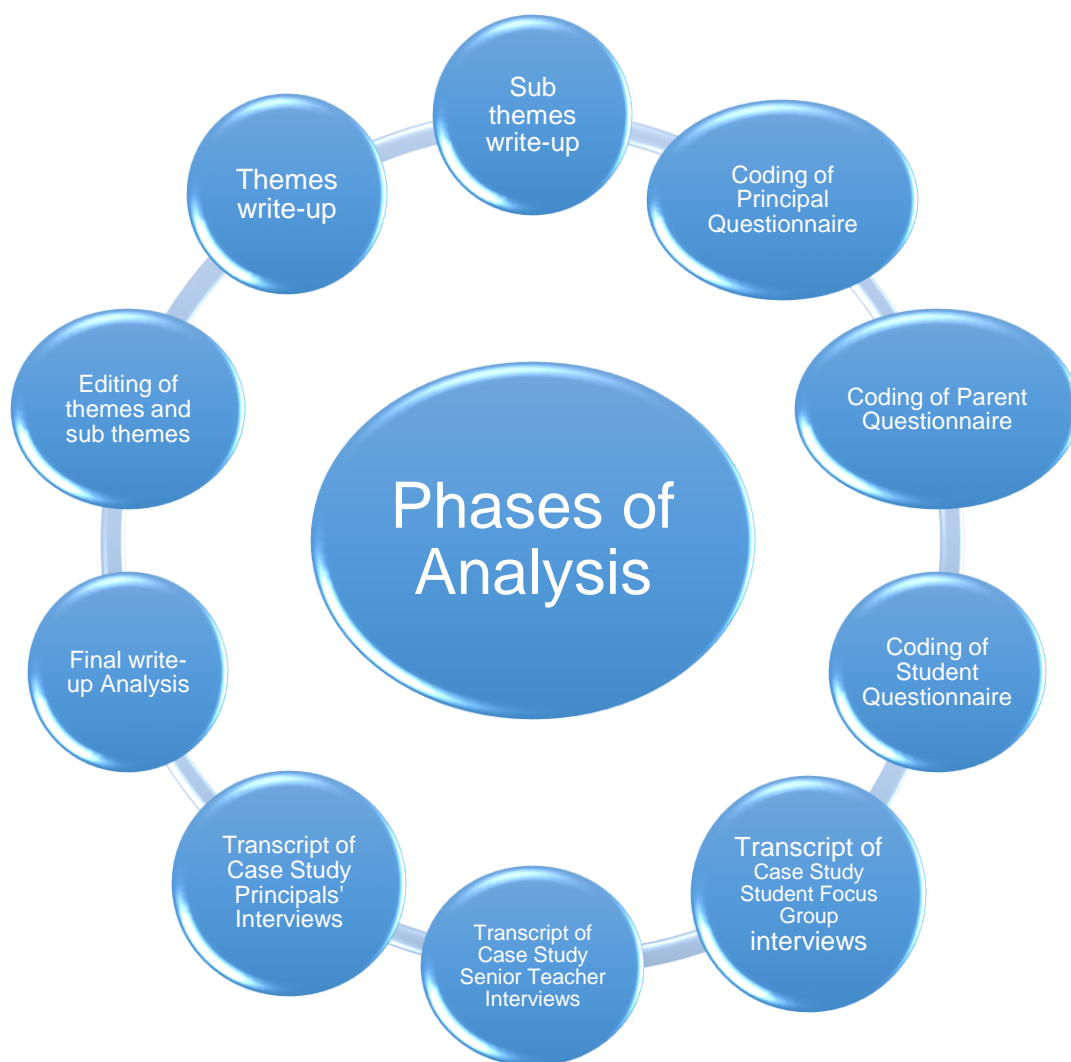 Sub
themes
write-up
Coding of
Principal
Questionnaire
Coding of Parent
Questionnaire
Coding of
Student
Questionnaire
Transcript of
Case Study
Student Focus
Group
interviews
Transcript of
Case Study
Senior Teacher
Interviews
Transcript of
Case Study
Principals'
Interviews
Final write-
up Analysis
Editing of
themes and
sub themes
Themes
write-up
Phases of
Analysis